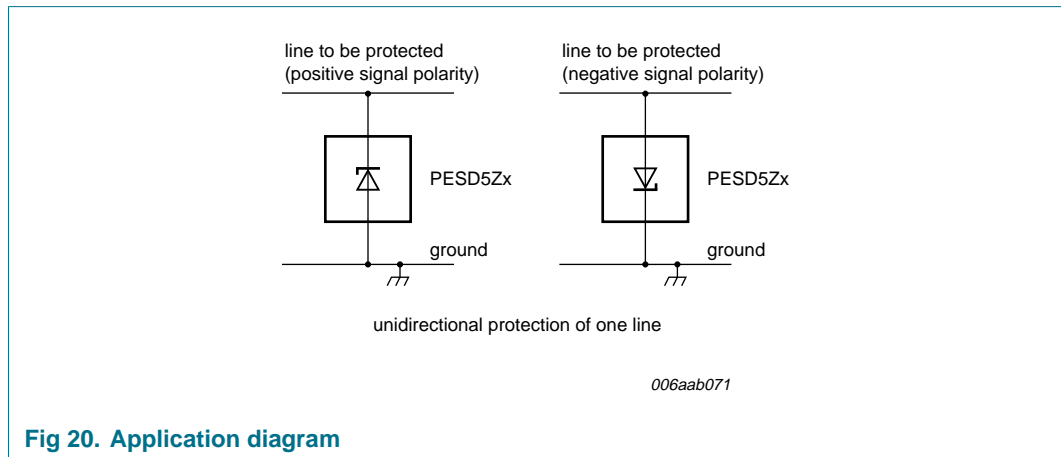 line to be protected
(positive signal polarity)
PESD5Zx
ground
line to be protected
(negative signal polarity)
PESD5Zx
ground
unidirectional protection of one line
006aab071
Fig 20. Application diagram